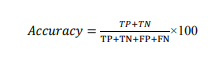 Accuracy = TP+TN / TP+TN+FP+FN ×100